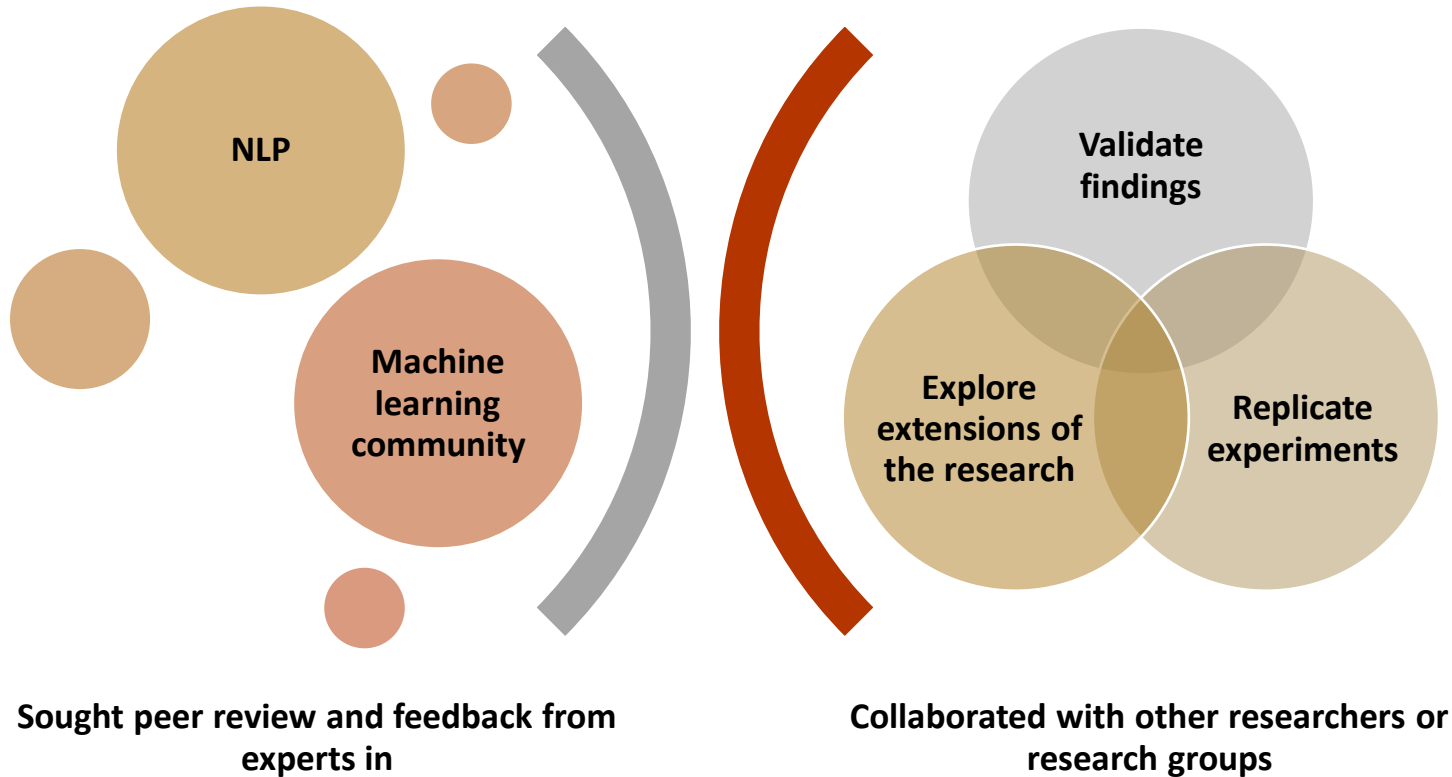 NLP
Machine
learning
community
Sought peer review and feedback from
experts in
Validate
findings
Explore
extensions of
the research
Replicate
experiments
Collaborated with other researchers or
research groups